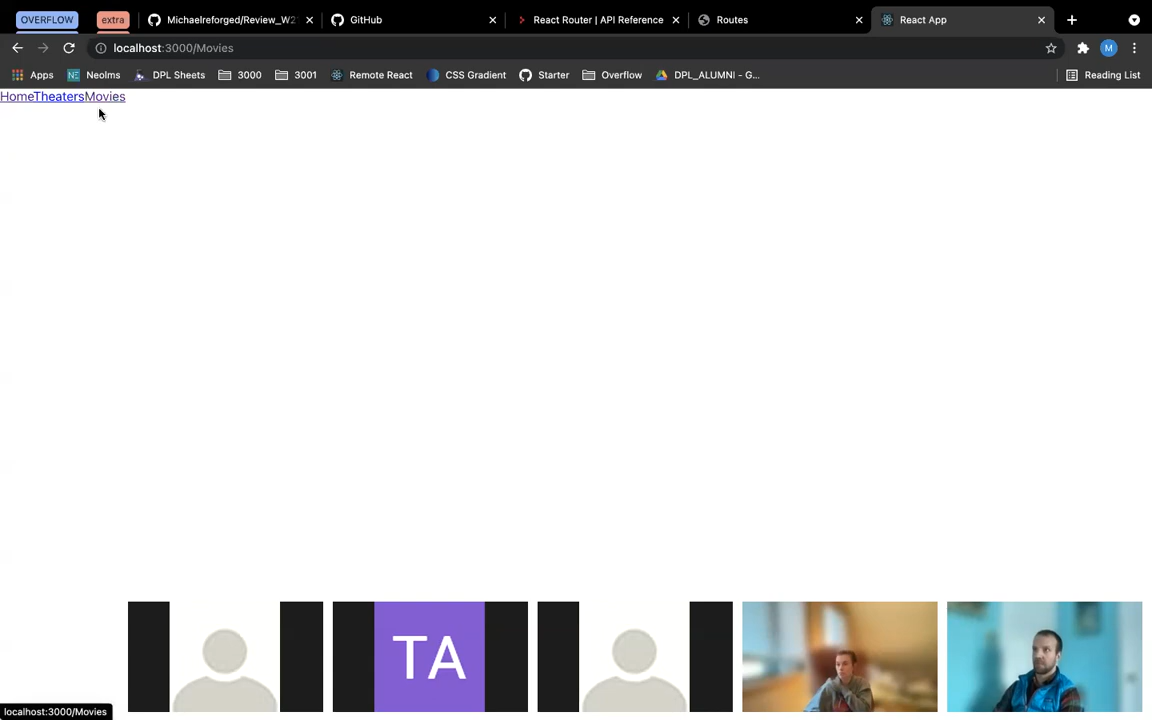 OVERFLOW extra Michaelreforged/Review_W2 GitHub React Router | API Reference Routes React App
localhost:3000/Movies
Apps Neolms DPL Sheets 3000 3001 Remote React CSS Gradient Starter Overflow DPL_ALUMNI - G... Reading List
HomeTheatersMovies
TA
localhost:3000/Movies